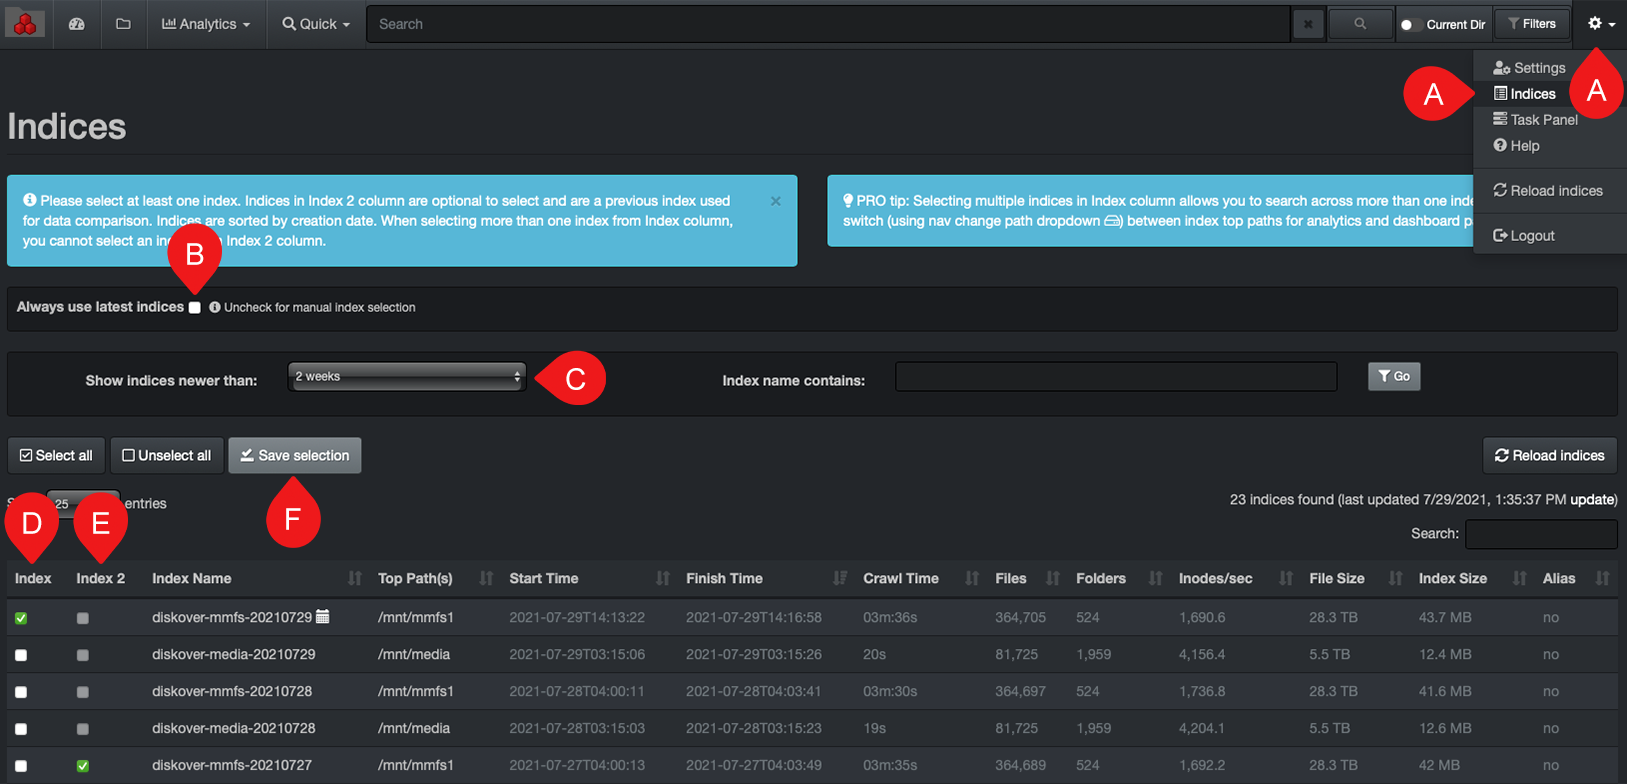 Analytics
Quick
Search
Current Dir
Filters
A
A
Settings
Indices
Task Panel
Help
Reload indices
Logout
Indices
Please select at least one index. Indices in Index 2 column are optional to select and are a previous index used
for data comparison. Indices are sorted by creation date. When selecting more than one index from Index column,
you cannot select an Index 2 column.
PRO tip: Selecting multiple indices in Index column allows you to search across more than one
switch (using nav change path dropdown ) between index top paths for analytics and dashboard
B
Always use latest indices Uncheck for manual index selection
Show indices newer than: 2 weeks
C
Index name contains:
Go
Select all
Unselect all
Save selection
Reload indices
25 entries
23 indices found (last updated 7/29/2021, 1:35:37 PM update)
D
E
F
Search:
Index Index 2 Index Name Top Path(s) Start Time Finish Time Crawl Time Files Folders Inodes/sec File Size Index Size Alias
diskover-mmfs-20210729 /mnt/mmfs1 2021-07-29T14:13:22 2021-07-29T14:16:58 03m:36s 364,705 524 1,690.6 28.3 TB 43.7 MB no
diskover-media-20210729 /mnt/media 2021-07-29T03:15:06 2021-07-29T03:15:26 20s 81,725 1,959 4,156.4 5.5 TB 12.4 MB no
diskover-mmfs-20210728 /mnt/mmfs1 2021-07-28T04:00:11 2021-07-28T04:03:41 03m:30s 364,697 524 1,736.8 28.3 TB 41.6 MB no
diskover-media-20210728 /mnt/media 2021-07-28T03:15:03 2021-07-28T03:15:23 19s 81,725 1,959 4,204.1 5.5 TB 12.6 MB no
diskover-mmfs-20210727 /mnt/mmfs1 2021-07-27T04:00:13 2021-07-27T04:03:49 03m:35s 364,689 524 1,692.2 28.3 TB 42 MB no